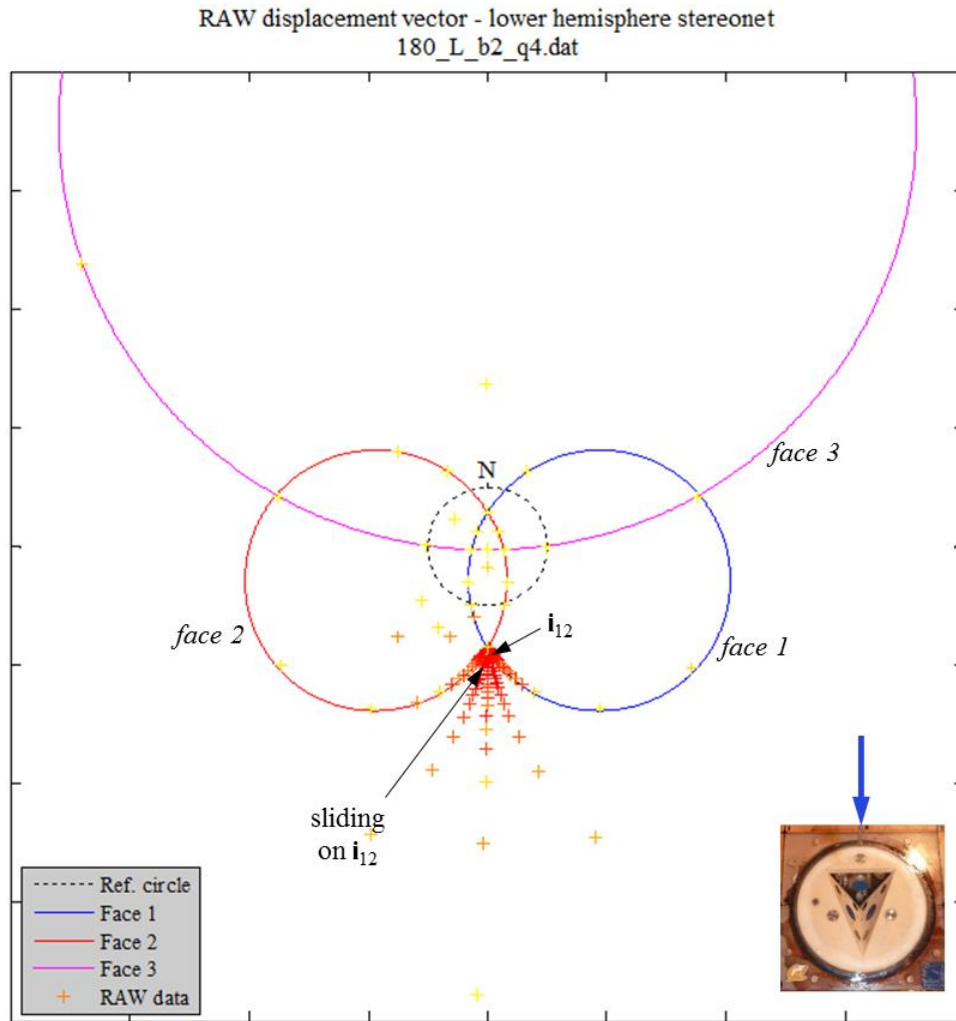 RAW displacement vector - lower hemisphere stereonet
180_L_b2_q4.dat
face 3
N
i12
face 2
face 1
sliding
on i12
Ref. circle
Face 1
Face 2
Face 3
RAW data